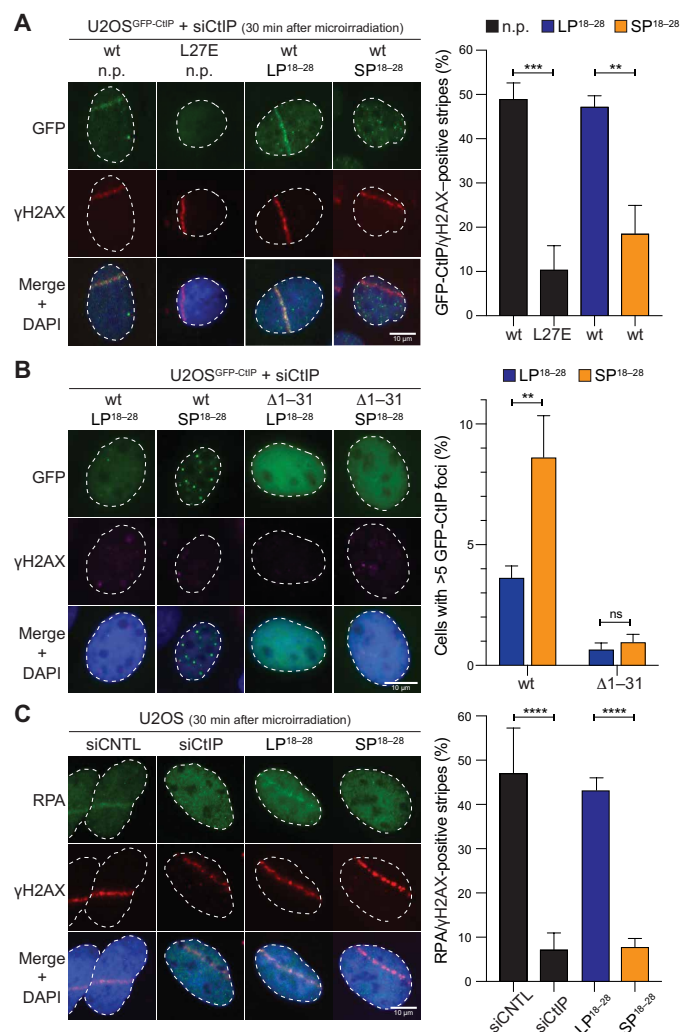 A
U2OS^GFP-CtIP + siCtIP (30 min after microirradiation)
wt L27E wt wt
n.p. n.p. LP^18–28 SP^18–28
GFP
γH2AX
Merge
+
DAPI
10 μm
n.p. LP^18–28 SP^18–28
GFP-CtIP/γH2AX–positive stripes (%)
60
50
40
30
20
10
0
*** **
wt L27E wt wt
B
U2OS^GFP-CtIP + siCtIP
wt wt Δ1–31 Δ1–31
LP^18–28 SP^18–28 LP^18–28 SP^18–28
GFP
γH2AX
Merge
+
DAPI
10 μm
LP^18–28 SP^18–28
Cells with >5 GFP-CtIP foci (%)
10
5
0
**
ns
wt Δ1–31
C
U2OS (30 min after microirradiation)
siCNTL siCtIP LP^18–28 SP^18–28
RPA
γH2AX
Merge
+
DAPI
10 μm
RPA/γH2AX-positive stripes (%)
60
50
40
30
20
10
0
**** ****
siCNTL siCtIP LP^18–28 SP^18–28